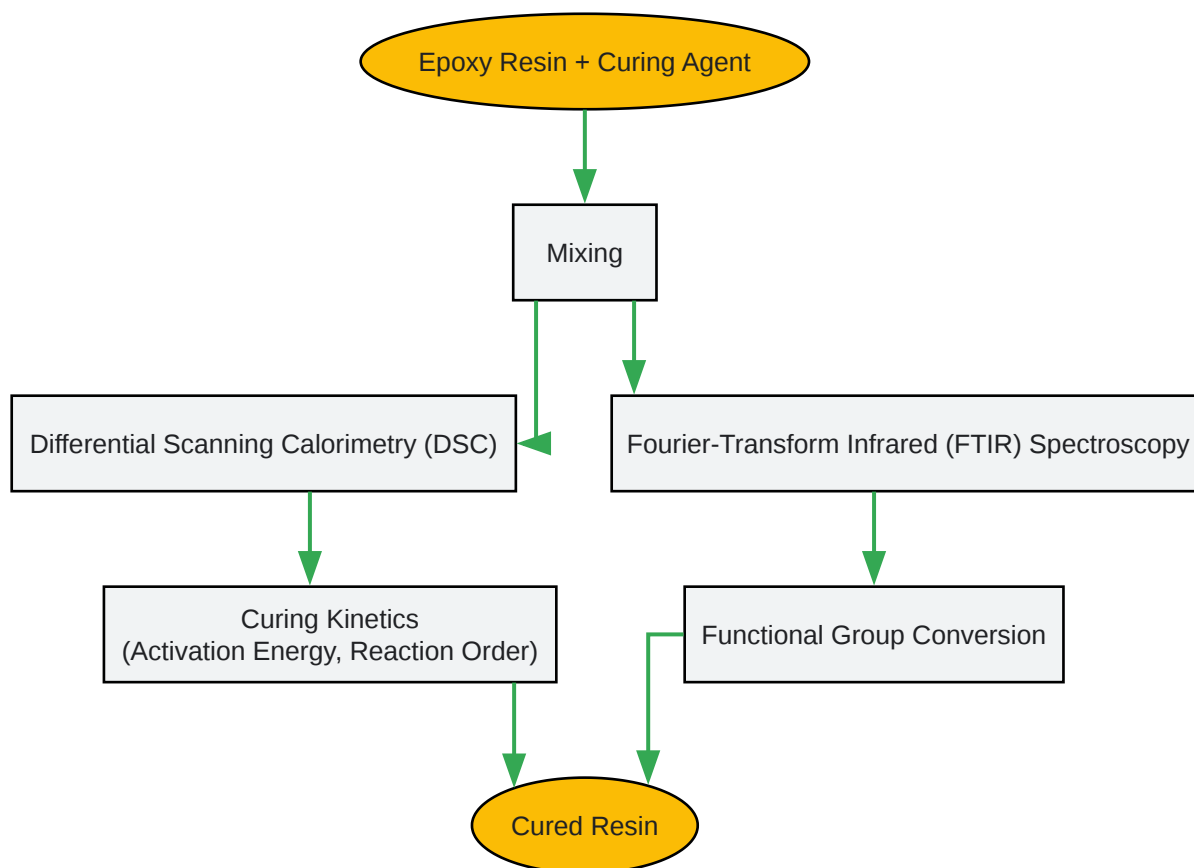 Epoxy Resin + Curing Agent
Mixing
Differential Scanning Calorimetry (DSC)
Fourier-Transform Infrared (FTIR) Spectroscopy
Curing Kinetics
(Activation Energy, Reaction Order)
Functional Group Conversion
Cured Resin